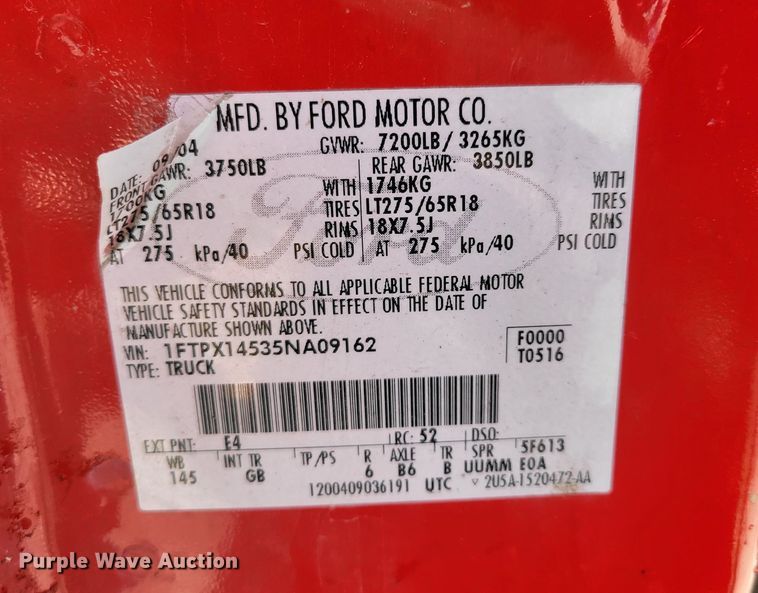 MFD. BY FORD MOTOR CO.
DATE: 09/04 GVWR: 7200LB/ 3265KG
FRONT GAWR: 3750LB REAR GAWR: 3850LB
1700KG WITH 1746KG WITH
LT275/65R18 TIRES LT275/65R18 TIRES
18X7.5J RIMS 18X7.5J RIMS
AT 275 kPa/40 PSI COLD AT 275 kPa/40 PSI COLD
Ford
THIS VEHICLE CONFORMS TO ALL APPLICABLE FEDERAL MOTOR
VEHICLE SAFETY STANDARDS IN EFFECT ON THE DATE OF
MANUFACTURE SHOWN ABOVE.
VIN: 1FTPX14535NA09162 F0000
TYPE: TRUCK T0516
EXT PNT: E4 RC: 52 DSO:
WB INT TR TP/PS R AXLE TR SPR 5F613
145 GB 6 B6 B UUMM E0A
1200409036191 UTC 2U5A-1520472-AA
Purple Wave Auction